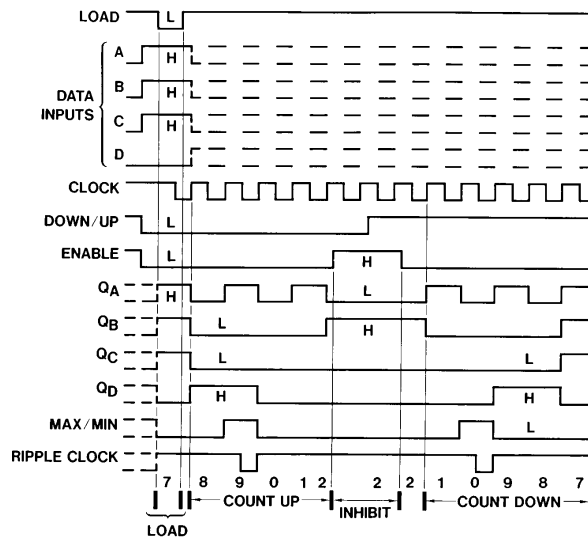 LOAD L
A H
B H
DATA INPUTS
C H
D
CLOCK
DOWN/UP L
ENABLE L H
QA H L
QB L H
QC L L
QD H H
MAX/MIN L
RIPPLE CLOCK
7 8 9 0 1 2 2 2 1 0 9 8 7
COUNT UP INHIBIT COUNT DOWN
LOAD